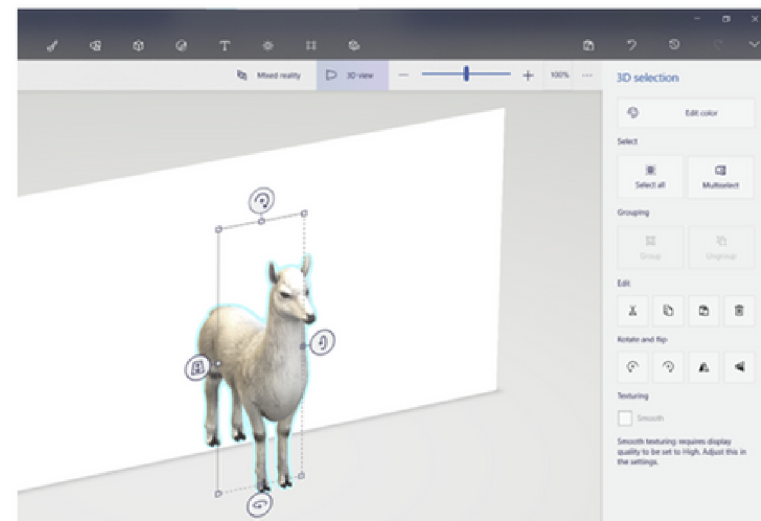 Mixed reality 3D view 100%
3D selection
Edit color
Select
Select all Multiselect
Grouping
Group Ungroup
Edit
Rotate and flip
Texturing
Smooth
Smooth texturing requires display
quality to be set to High. Adjust this in
the settings.